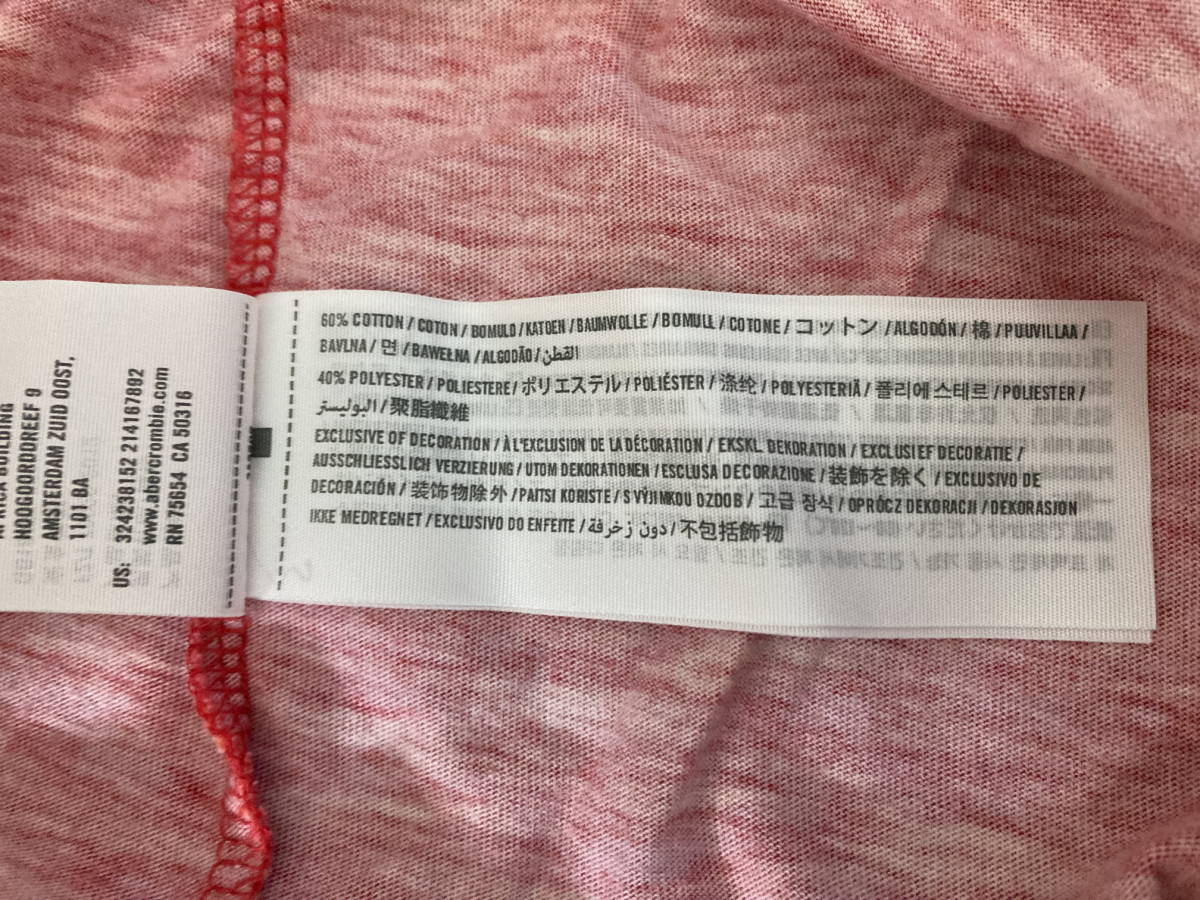 60% COTTON / COTON / BOMULD / KATOEN / BAUMWOLLE / BOMULL / COTONE / コットン / ALGODÓN / 棉 / PUUVILLAA /
BAVLNA / 면 / BAWEŁNA / ALGODÃO / القطن
40% POLYESTER / POLIESTERE / ポリエステル / POLIÉSTER / 涤纶 / POLYESTERIÄ / 폴리에스테르 / POLIESTER /
البوليستر / 聚脂纖維
EXCLUSIVE OF DECORATION / À L'EXCLUSION DE LA DÉCORATION / EKSKL DEKORATION / EXCLUSIEF DECORATIE /
AUSSCHLIESSLICH VERZIERUNG / UTOM DEKORATIONEN / ESCLUSA DECORAZIONE / 装飾を除く / EXCLUSIVO DE
DECORACIÓN / 装饰物除外 / PAITSI KORISTE / S VÝJIMKOU OZDOB / 고급 장식 / OPRÓCZ DEKORACJI / DEKORASJON
IKKE MEDREGNET / EXCLUSIVO DO ENFEITE / دون زخرفة / 不包括飾物
BUILDING
HOOGOORDDREEF 9
AMSTERDAM ZUID OOST,
1101 BA
US: 324238152 214167892
www.abercrombie.com
RN 75654 CA 50316